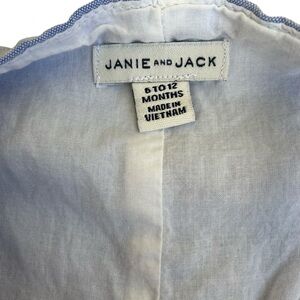 JANIE AND JACK
6 TO 12
MONTHS
MADE IN
VIETNAM